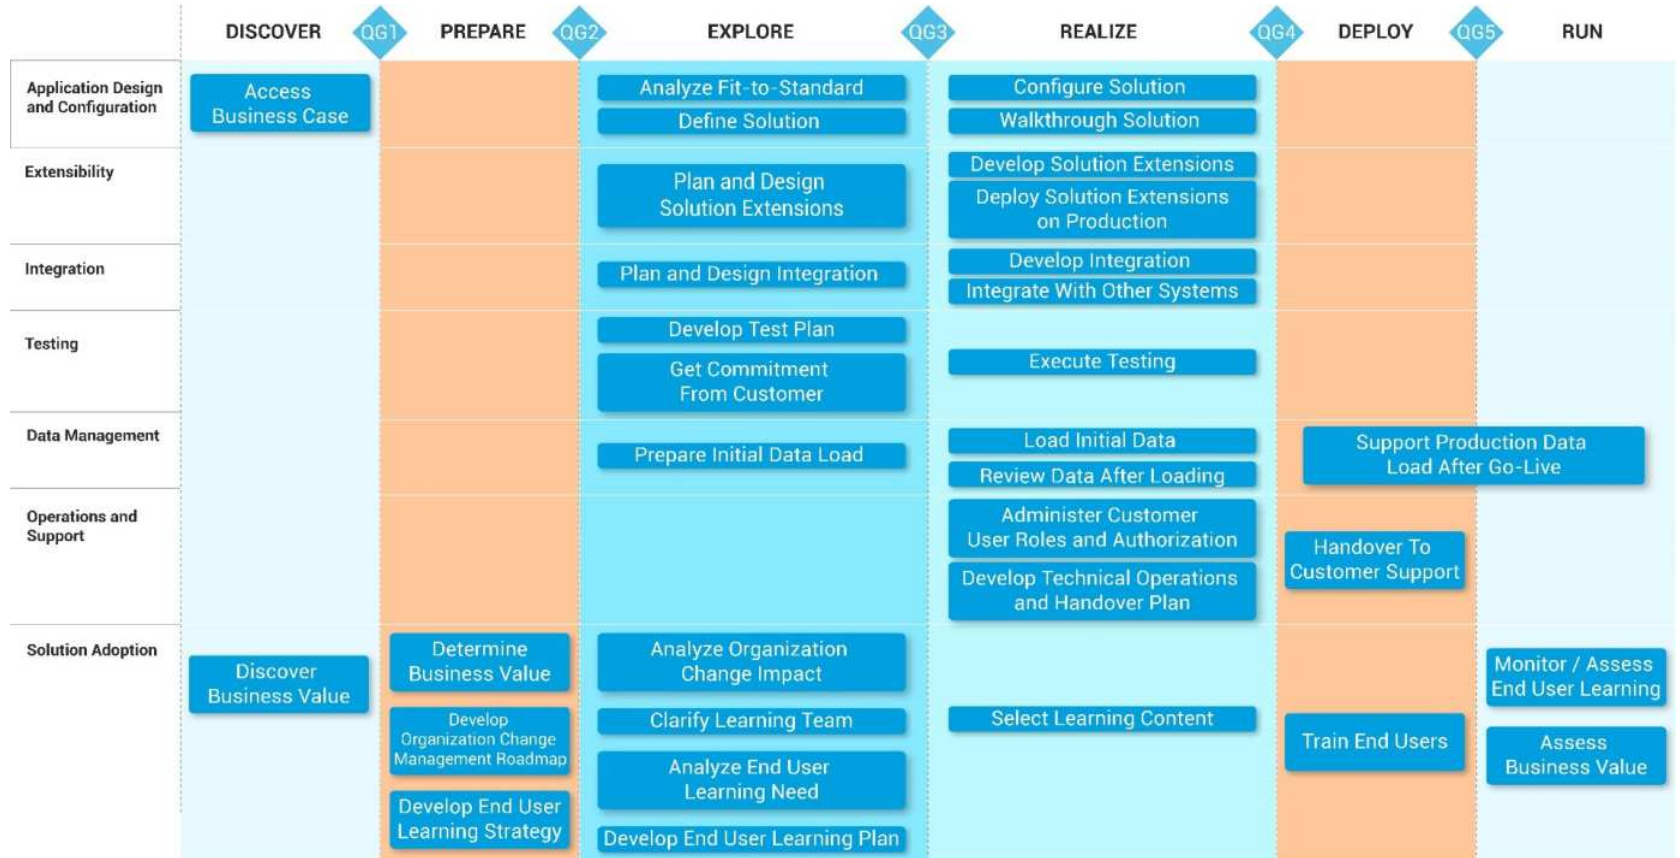 DISCOVER QG1 PREPARE QG2 EXPLORE QG3 REALIZE QG4 DEPLOY QG5 RUN
Application Design
and Configuration
Access
Business Case
Analyze Fit-to-Standard
Define Solution
Configure Solution
Walkthrough Solution
Extensibility
Plan and Design
Solution Extensions
Develop Solution Extensions
Deploy Solution Extensions
on Production
Integration
Plan and Design Integration
Develop Integration
Integrate With Other Systems
Testing
Develop Test Plan
Get Commitment
From Customer
Execute Testing
Data Management
Prepare Initial Data Load
Load Initial Data
Review Data After Loading
Support Production Data
Load After Go-Live
Operations and
Support
Administer Customer
User Roles and Authorization
Develop Technical Operations
and Handover Plan
Handover To
Customer Support
Solution Adoption
Discover
Business Value
Determine
Business Value
Develop
Organization Change
Management Roadmap
Develop End User
Learning Strategy
Analyze Organization
Change Impact
Clarify Learning Team
Analyze End User
Learning Need
Develop End User Learning Plan
Select Learning Content
Train End Users
Monitor / Assess
End User Learning
Assess
Business Value